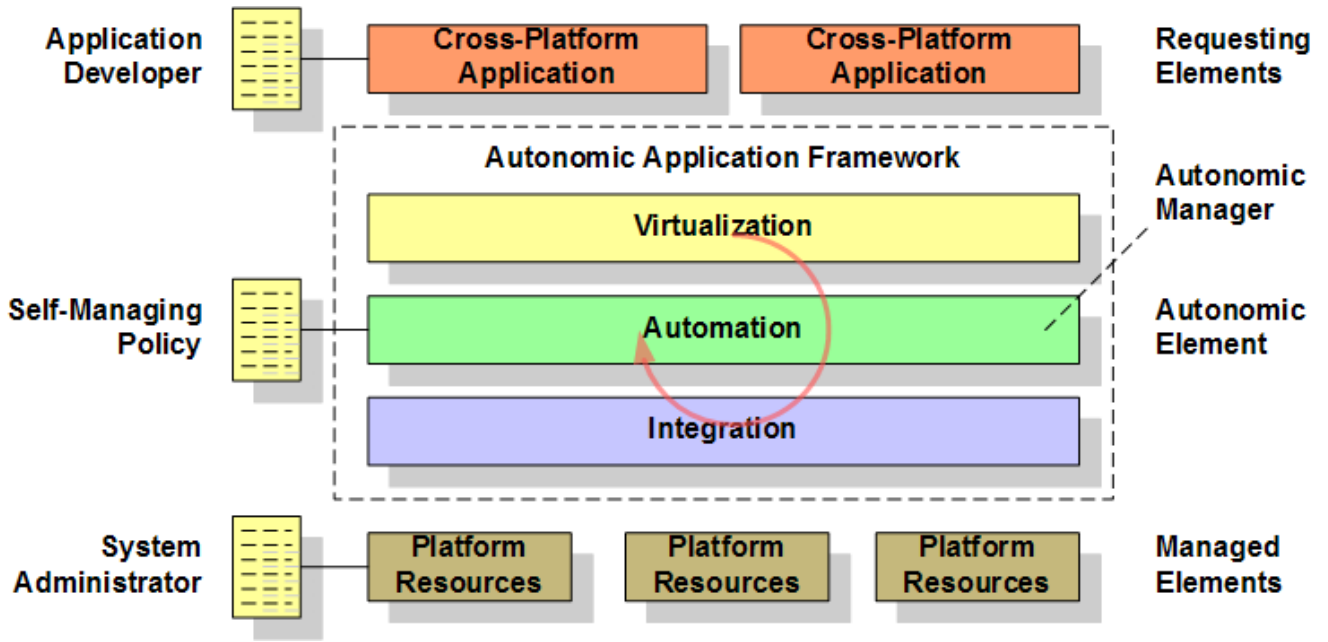 Application
Developer
Cross-Platform
Application
Cross-Platform
Application
Requesting
Elements
Autonomic Application Framework
Virtualization
Autonomic
Manager
Self-Managing
Policy
Automation
Autonomic
Element
Integration
System
Administrator
Platform
Resources
Platform
Resources
Platform
Resources
Managed
Elements